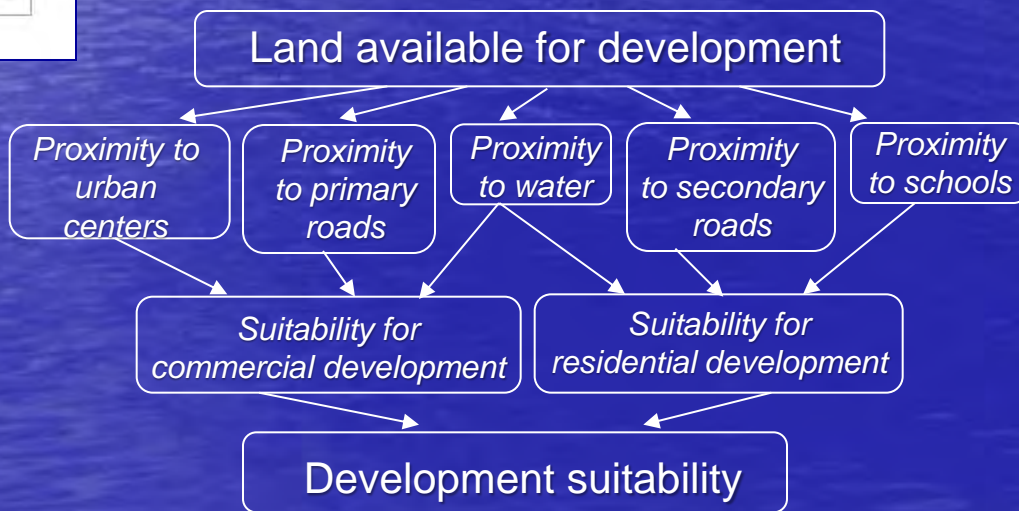 Land available for development
Proximity to
urban
centers
Proximity
to primary
roads
Proximity
to water
Proximity
to secondary
roads
Proximity
to schools
Suitability for
commercial development
Suitability for
residential development
Development suitability